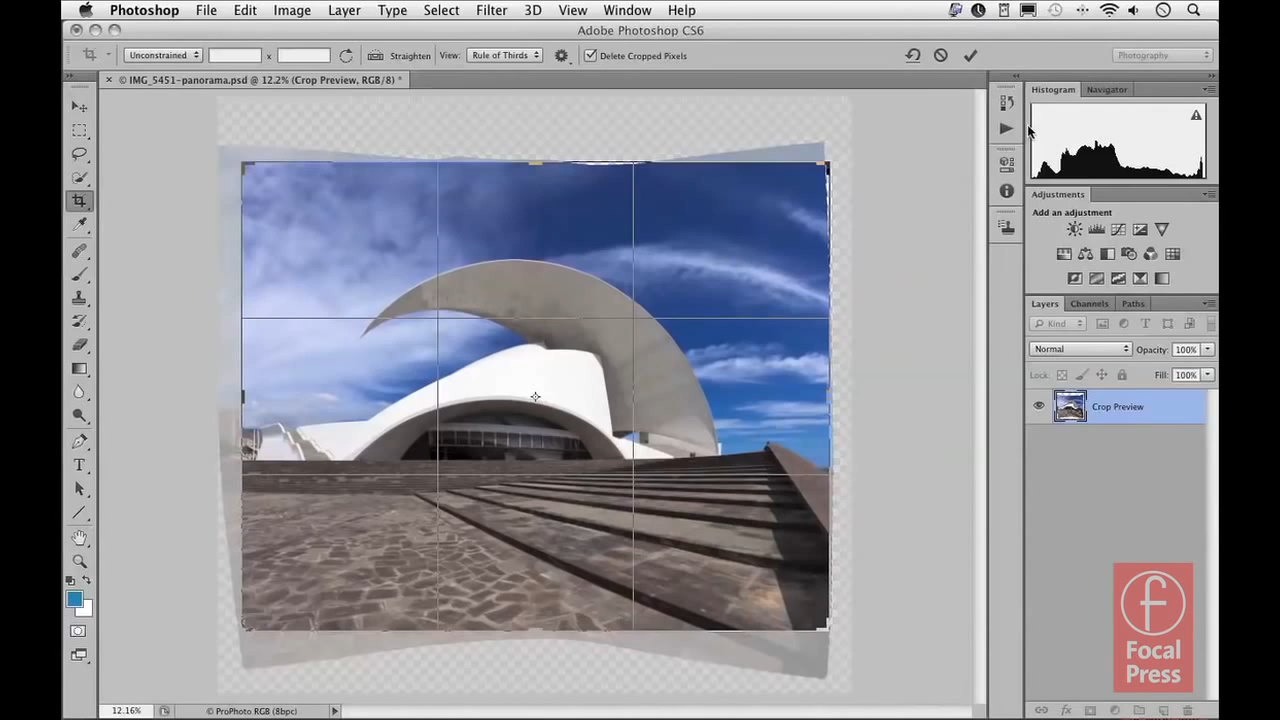 Photoshop File Edit Image Layer Type Select Filter 3D View Window Help
Adobe Photoshop CS6
Unconstrained x Straighten View: Rule of Thirds Delete Cropped Pixels Photography
× © IMG_5451-panorama.psd @ 12.2% (Crop Preview, RGB/8) *
Histogram Navigator
Adjustments
Add an adjustment
Layers Channels Paths
Kind
Normal Opacity: 100%
Lock: Fill: 100%
Crop Preview
f
Focal
Press
12.16% © ProPhoto RGB (8bpc)
fx